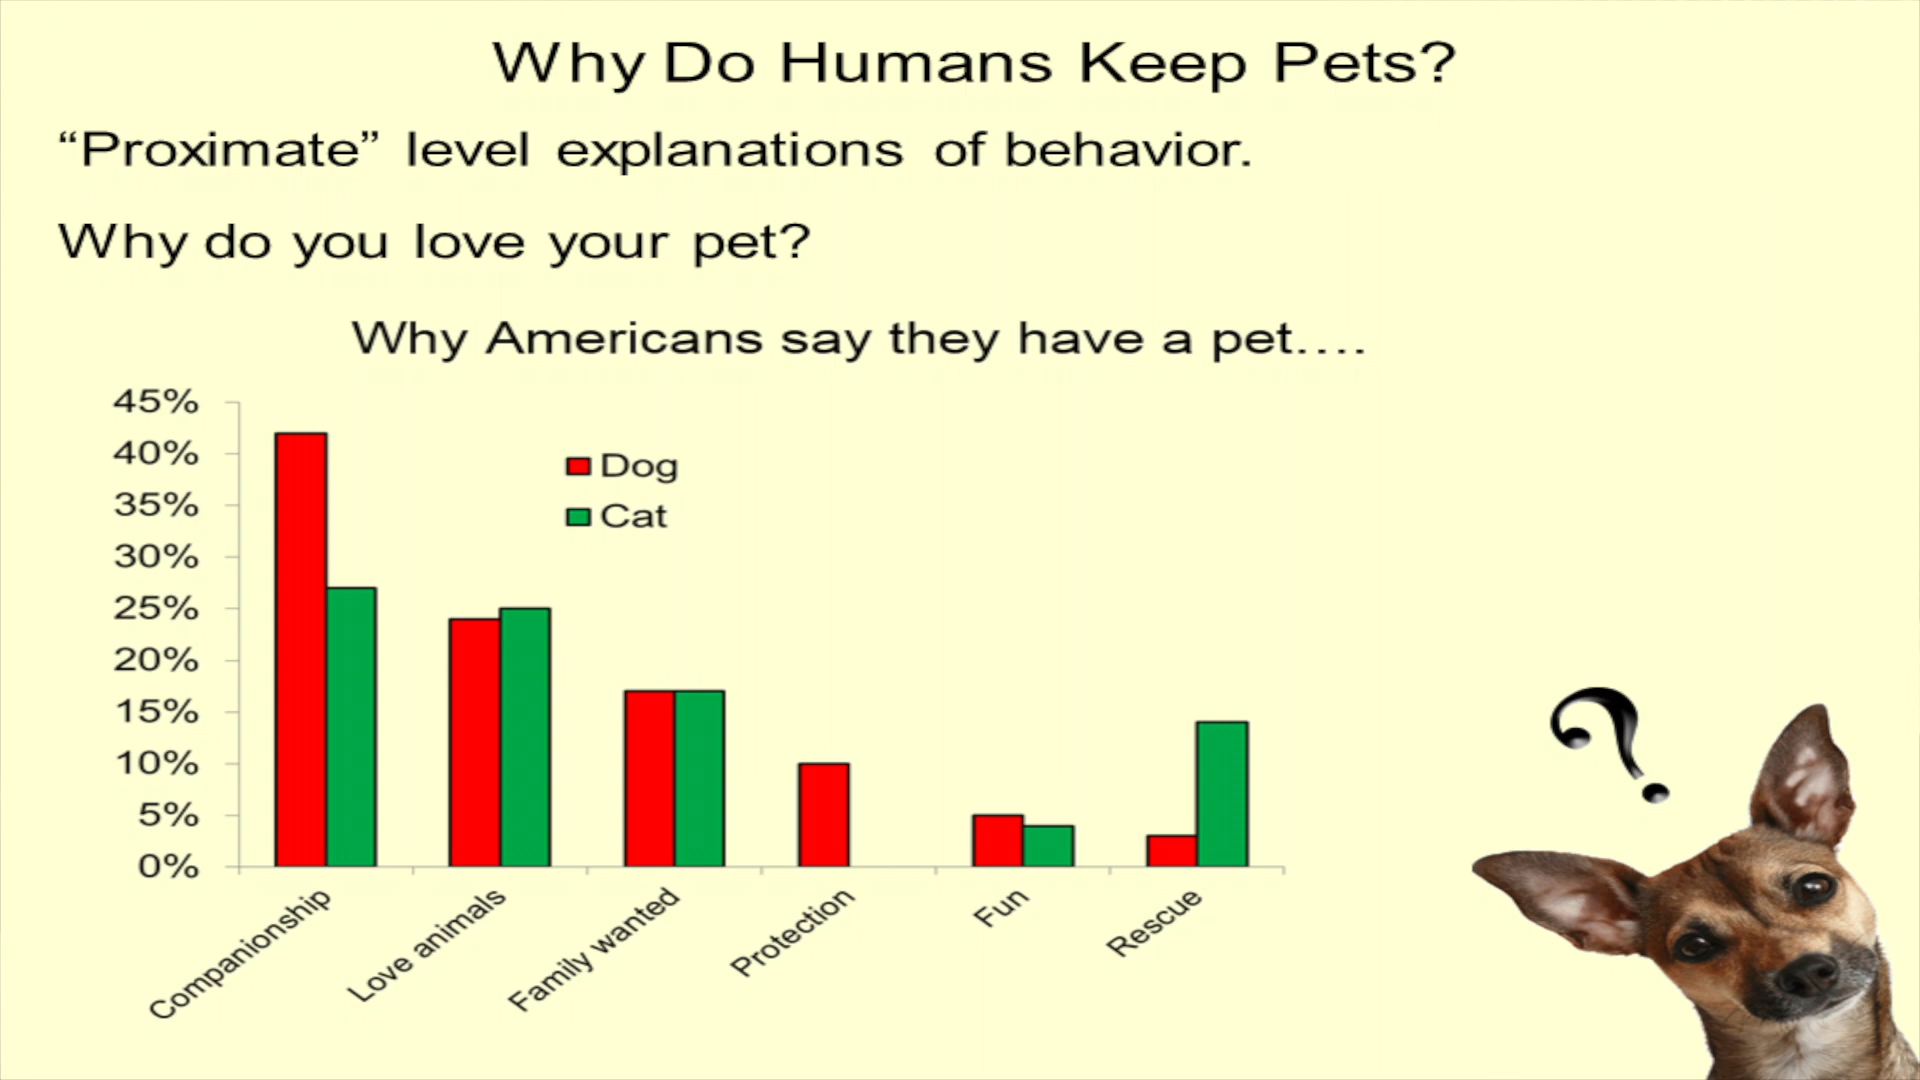 Why Do Humans Keep Pets?
“Proximate” level explanations of behavior.
Why do you love your pet?
Why Americans say they have a pet….
45%
40%
35%
30%
25%
20%
15%
10%
5%
0%
Dog
Cat
Companionship
Love animals
Family wanted
Protection
Fun
Rescue
?